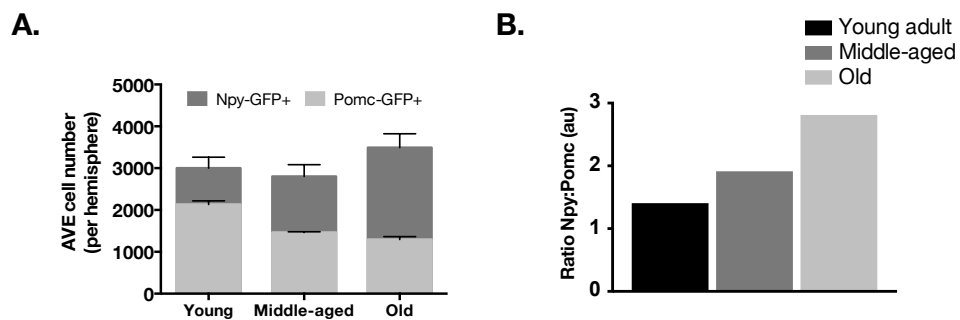 A.
AVE cell number
(per hemisphere)
5000
4000
3000
2000
1000
0
Npy-GFP+
Pomc-GFP+
Young
Middle-aged
Old
B.
Young adult
Middle-aged
Old
Ratio Npy:Pomc (au)
3
2
1
0